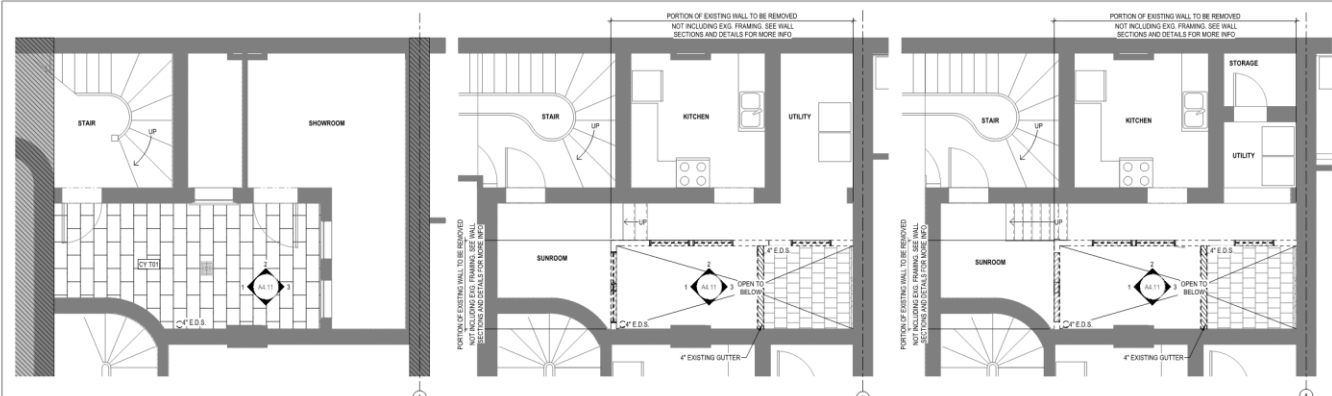 STAIR
UP
SHOWROOM
CY T01
2
1 A4.11 3
4" E.D.S.
PORTION OF EXISTING WALL TO BE REMOVED
NOT INCLUDING EXG. FRAMING. SEE WALL
SECTIONS AND DETAILS FOR MORE INFO
STAIR
UP
KITCHEN
UTILITY
PORTION OF EXISTING WALL TO BE REMOVED
NOT INCLUDING EXG. FRAMING. SEE WALL
SECTIONS AND DETAILS FOR MORE INFO
UP
SUNROOM
4" E.D.S.
2
1 A4.11 3
OPEN TO
BELOW
4" E.D.S.
4" EXISTING GUTTER
PORTION OF EXISTING WALL TO BE REMOVED
NOT INCLUDING EXG. FRAMING. SEE WALL
SECTIONS AND DETAILS FOR MORE INFO
STORAGE
STAIR
UP
KITCHEN
UTILITY
PORTION OF EXISTING WALL TO BE REMOVED
NOT INCLUDING EXG. FRAMING. SEE WALL
SECTIONS AND DETAILS FOR MORE INFO
UP
SUNROOM
4" E.D.S.
2
1 A4.11 3
OPEN TO
BELOW
4" E.D.S.
4" EXISTING GUTTER